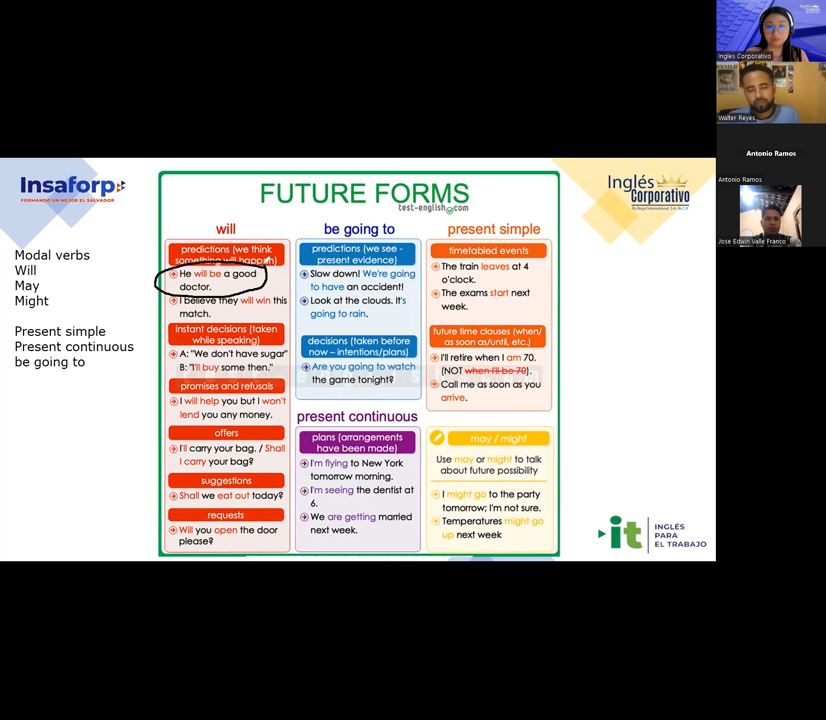 Insaforp
FORMANDO UN MEJOR EL SALVADOR
Modal verbs
Will
May
Might
Present simple
Present continuous
be going to
FUTURE FORMS
test-english.com
will
predictions (we think
something will happen)
He will be a good
doctor.
I believe they will win this
match.
instant decisions (taken
while speaking)
A: "We don't have sugar"
B: "I'll buy some then."
promises and refusals
I will help you but I won't
lend you any money.
offers
I'll carry your bag. / Shall
I carry your bag?
suggestions
Shall we eat out today?
requests
Will you open the door
please?
be going to
predictions (we see -
present evidence)
Slow down! We're going
to have an accident!
Look at the clouds. It's
going to rain.
decisions (taken before
now – intentions/plans)
Are you going to watch
the game tonight?
present continuous
plans (arrangements
have been made)
I'm flying to New York
tomorrow morning.
I'm seeing the dentist at
6.
We are getting married
next week.
present simple
timetabled events
The train leaves at 4
o'clock.
The exams start next
week.
future time clauses (when/
as soon as/until, etc.)
I'll retire when I am 70.
(NOT when I'll be 70).
Call me as soon as you
arrive.
may / might
Use may or might to talk
about future possibility
I might go to the party
tomorrow; I'm not sure.
Temperatures might go
up next week
Inglés
Corporativo
it
INGLÉS
PARA
EL TRABAJO
Ingles Corporativo
Walter Reyes
Antonio Ramos
Antonio Ramos
Jose Edwin Valle Franco